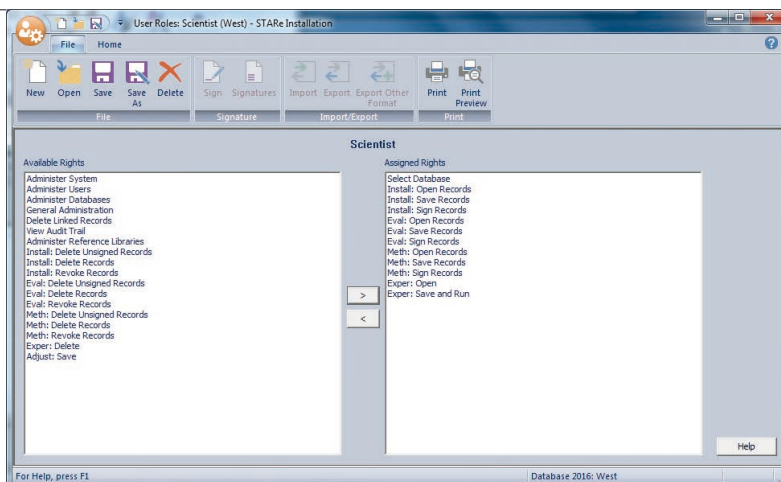 User Roles: Scientist (West) - STARe Installation
File Home
New Open Save Save As Delete Sign Signatures Import Export Export Other Format Print Print Preview
File Signature Import/Export Print
Scientist
Available Rights
Administer System
Administer Users
Administer Databases
General Administration
Delete Linked Records
View Audit Trail
Administer Reference Libraries
Install: Delete Unsigned Records
Install: Delete Records
Install: Revoke Records
Eval: Delete Unsigned Records
Eval: Delete Records
Eval: Revoke Records
Meth: Delete Unsigned Records
Meth: Delete Records
Meth: Revoke Records
Exper: Delete
Adjust: Save
>
<
Assigned Rights
Select Database
Install: Open Records
Install: Save Records
Install: Sign Records
Eval: Open Records
Eval: Save Records
Eval: Sign Records
Meth: Open Records
Meth: Save Records
Meth: Sign Records
Exper: Open
Exper: Save and Run
Help
For Help, press F1
Database 2016: West